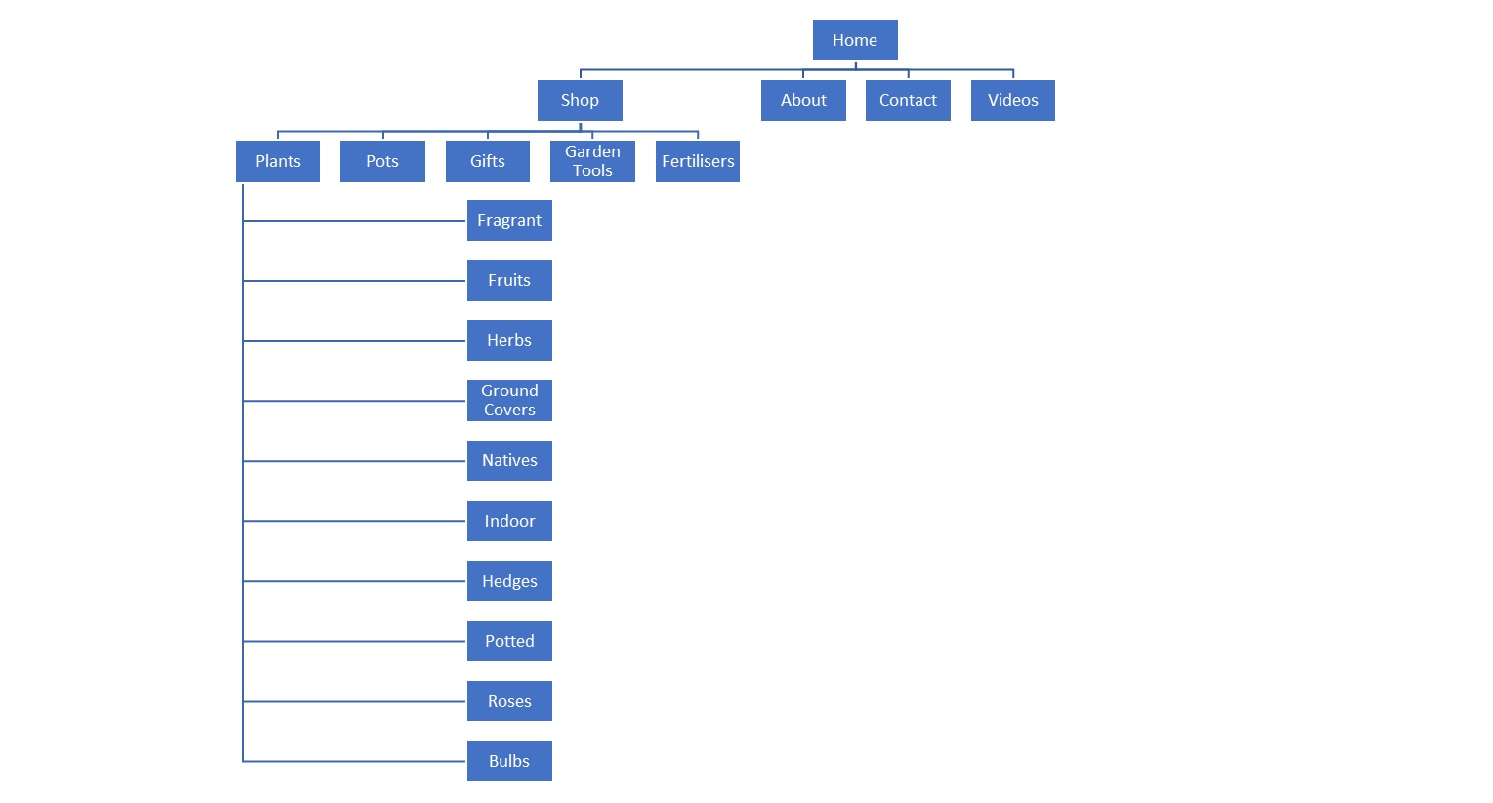 Home
Shop
About
Contact
Videos
Plants
Pots
Gifts
Garden
Tools
Fertilisers
Fragrant
Fruits
Herbs
Ground
Covers
Natives
Indoor
Hedges
Potted
Roses
Bulbs